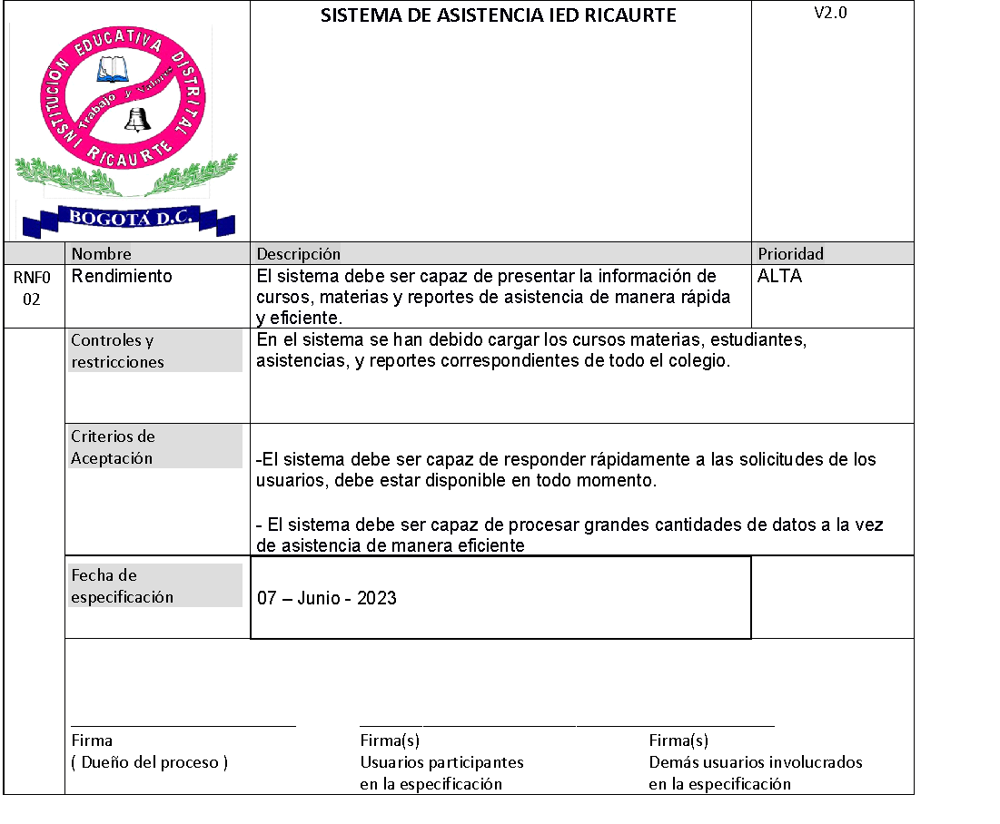 SISTEMA DE ASISTENCIA IED RICAURTE
V2.0
INSTITUCIÓN EDUCATIVA DISTRITAL
RICAURTE
Trabajo y Valores
BOGOTÁ D.C.
Nombre
Descripción
Prioridad
RNF0
02
Rendimiento
El sistema debe ser capaz de presentar la información de
cursos, materias y reportes de asistencia de manera rápida
y eficiente.
ALTA
Controles y
restricciones
En el sistema se han debido cargar los cursos materias, estudiantes,
asistencias, y reportes correspondientes de todo el colegio.
Criterios de
Aceptación
-El sistema debe ser capaz de responder rápidamente a las solicitudes de los
usuarios, debe estar disponible en todo momento.
- El sistema debe ser capaz de procesar grandes cantidades de datos a la vez
de asistencia de manera eficiente
Fecha de
especificación
07 – Junio - 2023
Firma
( Dueño del proceso )
Firma(s)
Usuarios participantes
en la especificación
Firma(s)
Demás usuarios involucrados
en la especificación